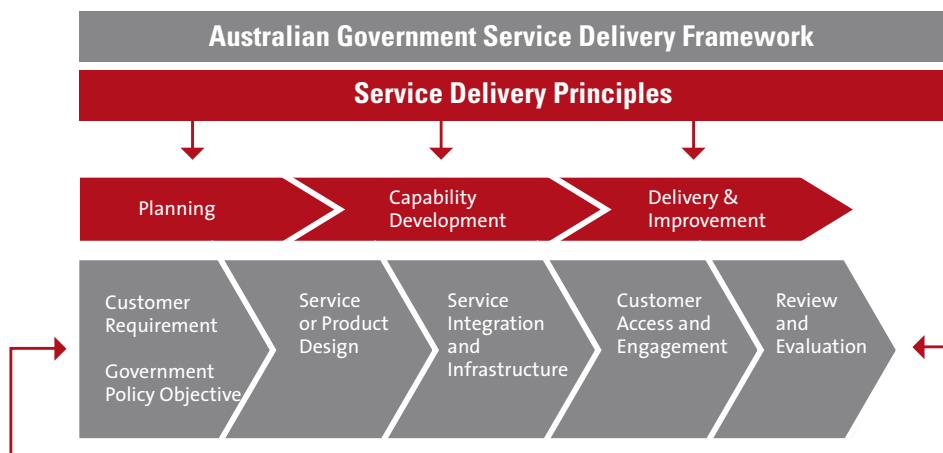 Australian Government Service Delivery Framework
Service Delivery Principles
Planning
Capability
Development
Delivery &
Improvement
Customer
Requirement
Government
Policy Objective
Service
or Product
Design
Service
Integration
and
Infrastructure
Customer
Access and
Engagement
Review
and
Evaluation